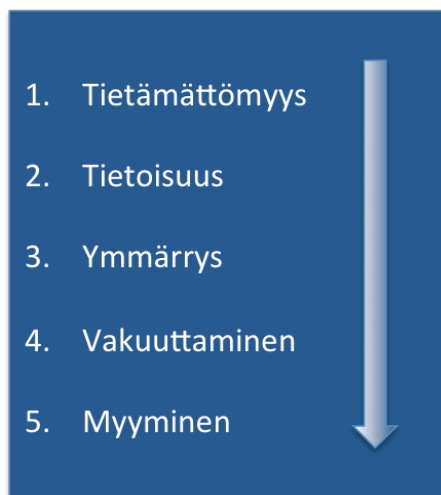 1. Tietämättömyys
2. Tietoisuus
3. Ymmärrys
4. Vakuuttaminen
5. Myyminen